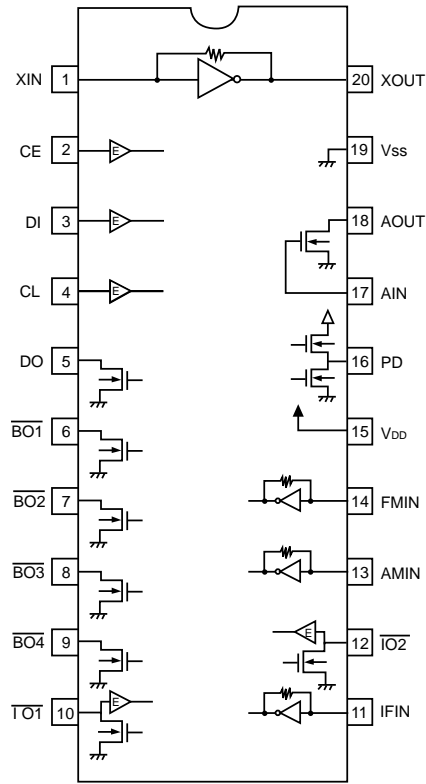 XIN 1 20 XOUT
CE 2 E 19 Vss
DI 3 E 18 AOUT
CL 4 E 17 AIN
DO 5 16 PD
BO1 6 15 VDD
BO2 7 14 FMIN
BO3 8 13 AMIN
BO4 9 E 12 IO2
IO1 10 E 11 IFIN